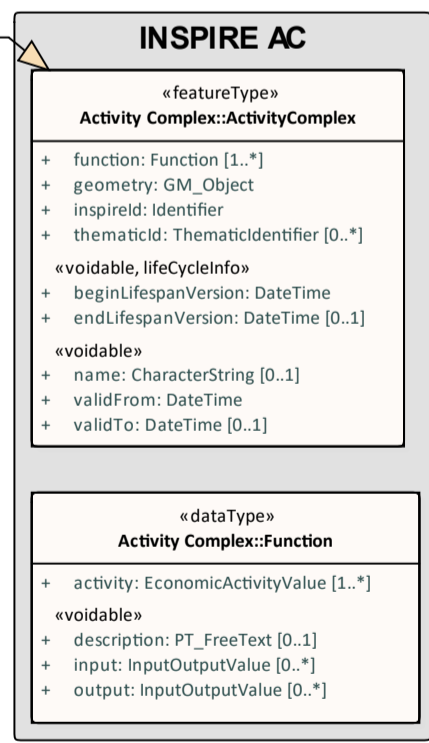 INSPIRE AC
«featureType»
Activity Complex::ActivityComplex
+ function: Function [1..*]
+ geometry: GM_Object
+ inspireId: Identifier
+ thematicId: ThematicIdentifier [0..*]
«voidable, lifeCycleInfo»
+ beginLifespanVersion: DateTime
+ endLifespanVersion: DateTime [0..1]
«voidable»
+ name: CharacterString [0..1]
+ validFrom: DateTime
+ validTo: DateTime [0..1]
«dataType»
Activity Complex::Function
+ activity: EconomicActivityValue [1..*]
«voidable»
+ description: PT_FreeText [0..1]
+ input: InputOutputValue [0..*]
+ output: InputOutputValue [0..*]